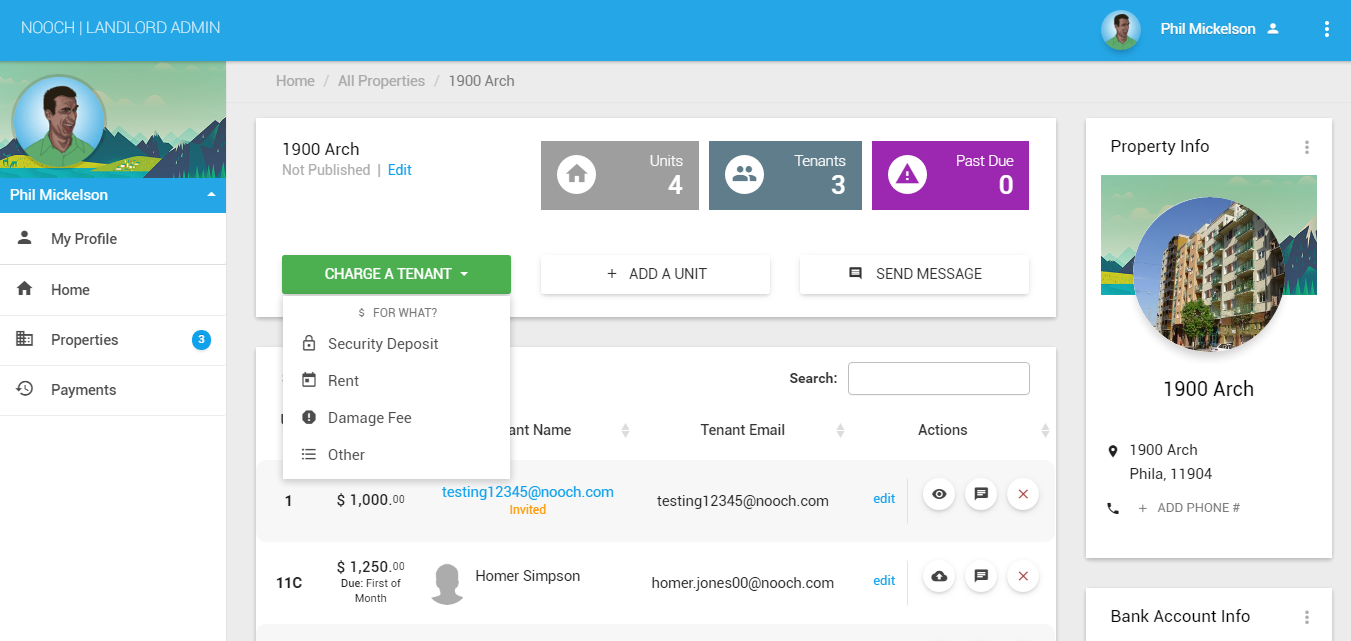 NOOCH | LANDLORD ADMIN
Phil Mickelson
Phil Mickelson
My Profile
Home
Properties 3
Payments
Home / All Properties / 1900 Arch
1900 Arch
Not Published | Edit
Units
4
Tenants
3
Past Due
0
CHARGE A TENANT
+ ADD A UNIT
SEND MESSAGE
$ FOR WHAT?
Security Deposit
Rent
Damage Fee
Other
Search:
ant Name
Tenant Email
Actions
1
$ 1,000.00
testing12345@nooch.com
Invited
testing12345@nooch.com
edit
11C
$ 1,250.00
Due: First of
Month
Homer Simpson
homer.jones00@nooch.com
edit
Property Info
1900 Arch
1900 Arch
Phila, 11904
+ ADD PHONE #
Bank Account Info